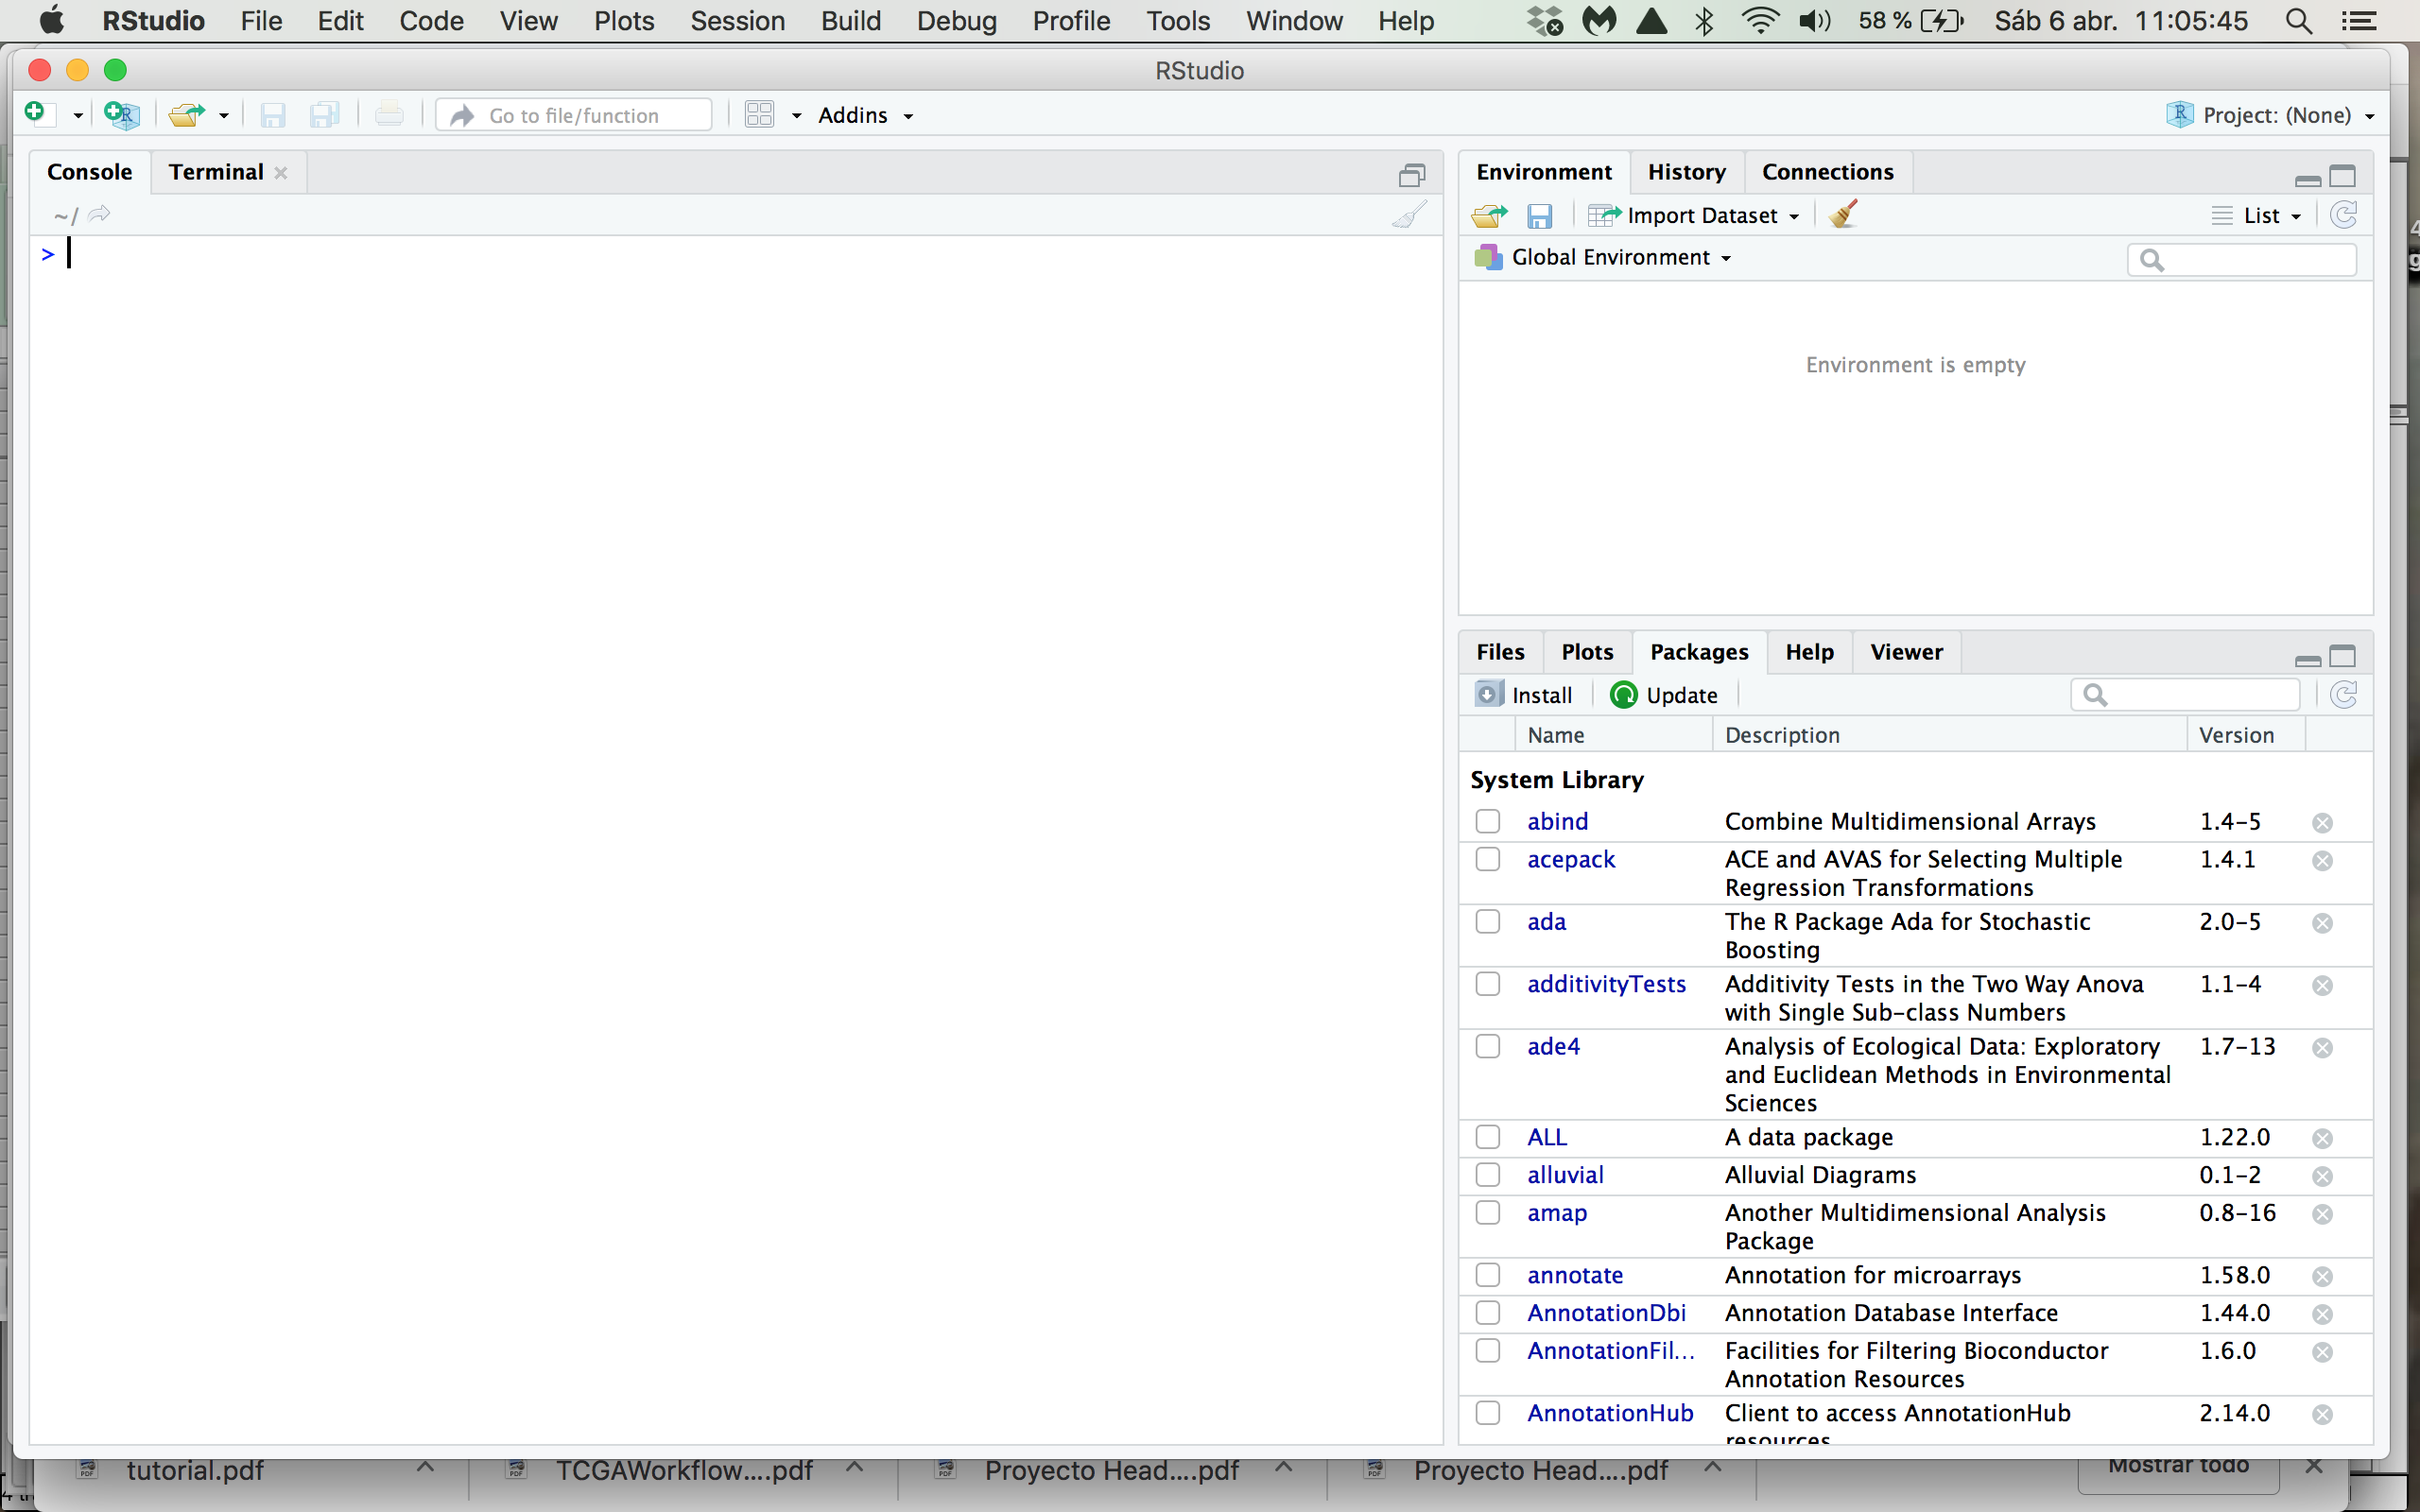 RStudio File Edit Code View Plots Session Build Debug Profile Tools Window Help 58 % Sáb 6 abr. 11:05:45
RStudio
Go to file/function Addins Project: (None)
Console Terminal
~/
>
Environment History Connections
Import Dataset List
Global Environment
Environment is empty
Files Plots Packages Help Viewer
Install Update
Name Description Version
System Library
abind Combine Multidimensional Arrays 1.4-5
acepack ACE and AVAS for Selecting Multiple 1.4.1
Regression Transformations
ada The R Package Ada for Stochastic 2.0-5
Boosting
additivityTests Additivity Tests in the Two Way Anova 1.1-4
with Single Sub-class Numbers
ade4 Analysis of Ecological Data: Exploratory 1.7-13
and Euclidean Methods in Environmental
Sciences
ALL A data package 1.22.0
alluvial Alluvial Diagrams 0.1-2
amap Another Multidimensional Analysis 0.8-16
Package
annotate Annotation for microarrays 1.58.0
AnnotationDbi Annotation Database Interface 1.44.0
AnnotationFil... Facilities for Filtering Bioconductor 1.6.0
Annotation Resources
AnnotationHub Client to access AnnotationHub 2.14.0
resources
tutorial.pdf TCGAWorkflow....pdf Proyecto Head....pdf Proyecto Head....pdf Mostrar todo